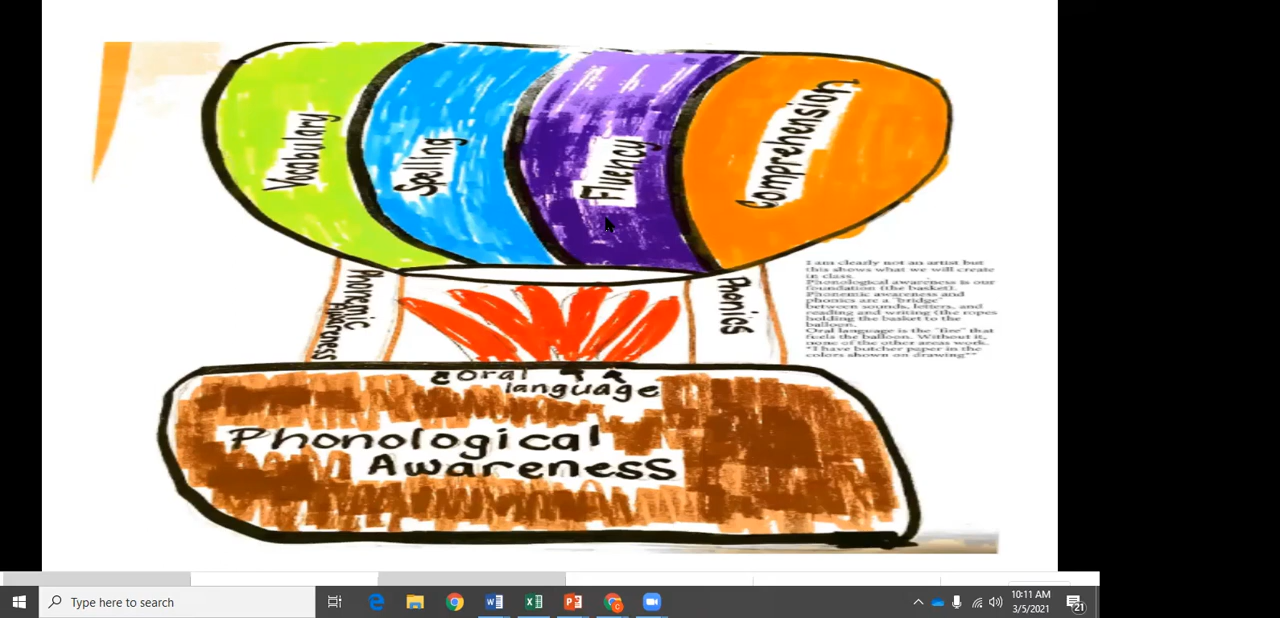 Vocabulary
Spelling
Fluency
Comprehension
Phonemic
Awareness
Phonics
I am clearly not an artist but
this shows what we will create
in class.
Phonological awareness is our
foundation (the basket).
Phonemic awareness and
phonics are a "bridge"
between sounds, letters, and
reading and writing (the ropes
holding the basket to the
balloon.
Oral language is the "fire" that
fuels the balloon. Without it,
none of the other areas work.
*I have butcher paper in the
colors shown on drawing**
oral
language
Phonological
Awareness
Type here to search
10:11 AM
3/5/2021
21